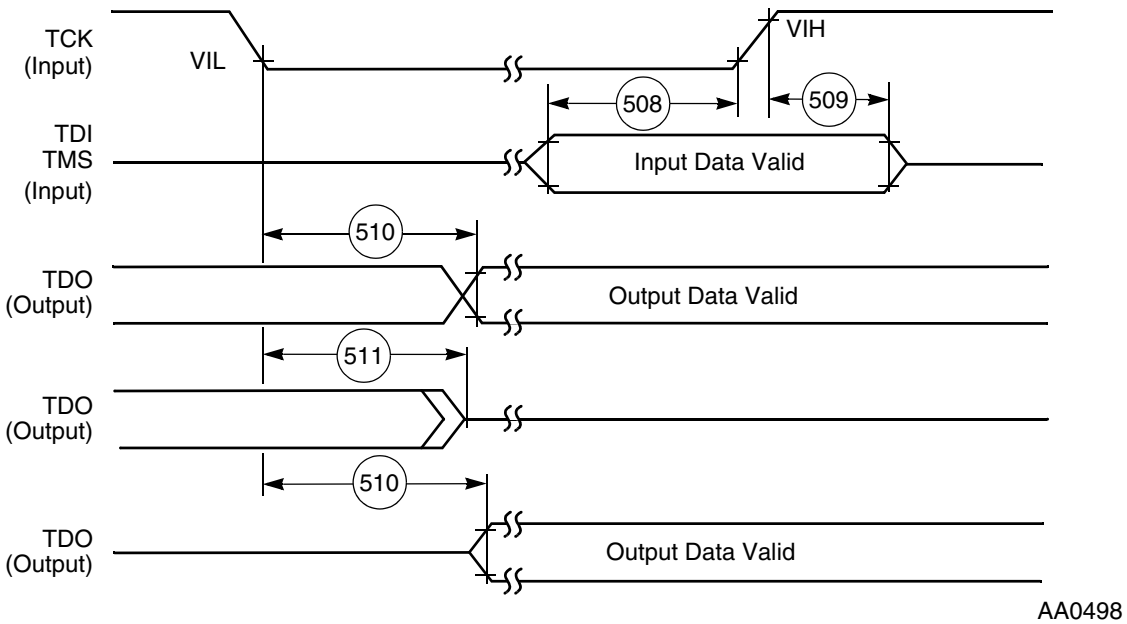 TCK
(Input)
VIL
VIH
508
509
TDI
TMS
(Input)
Input Data Valid
510
TDO
(Output)
Output Data Valid
511
TDO
(Output)
510
TDO
(Output)
Output Data Valid
AA0498